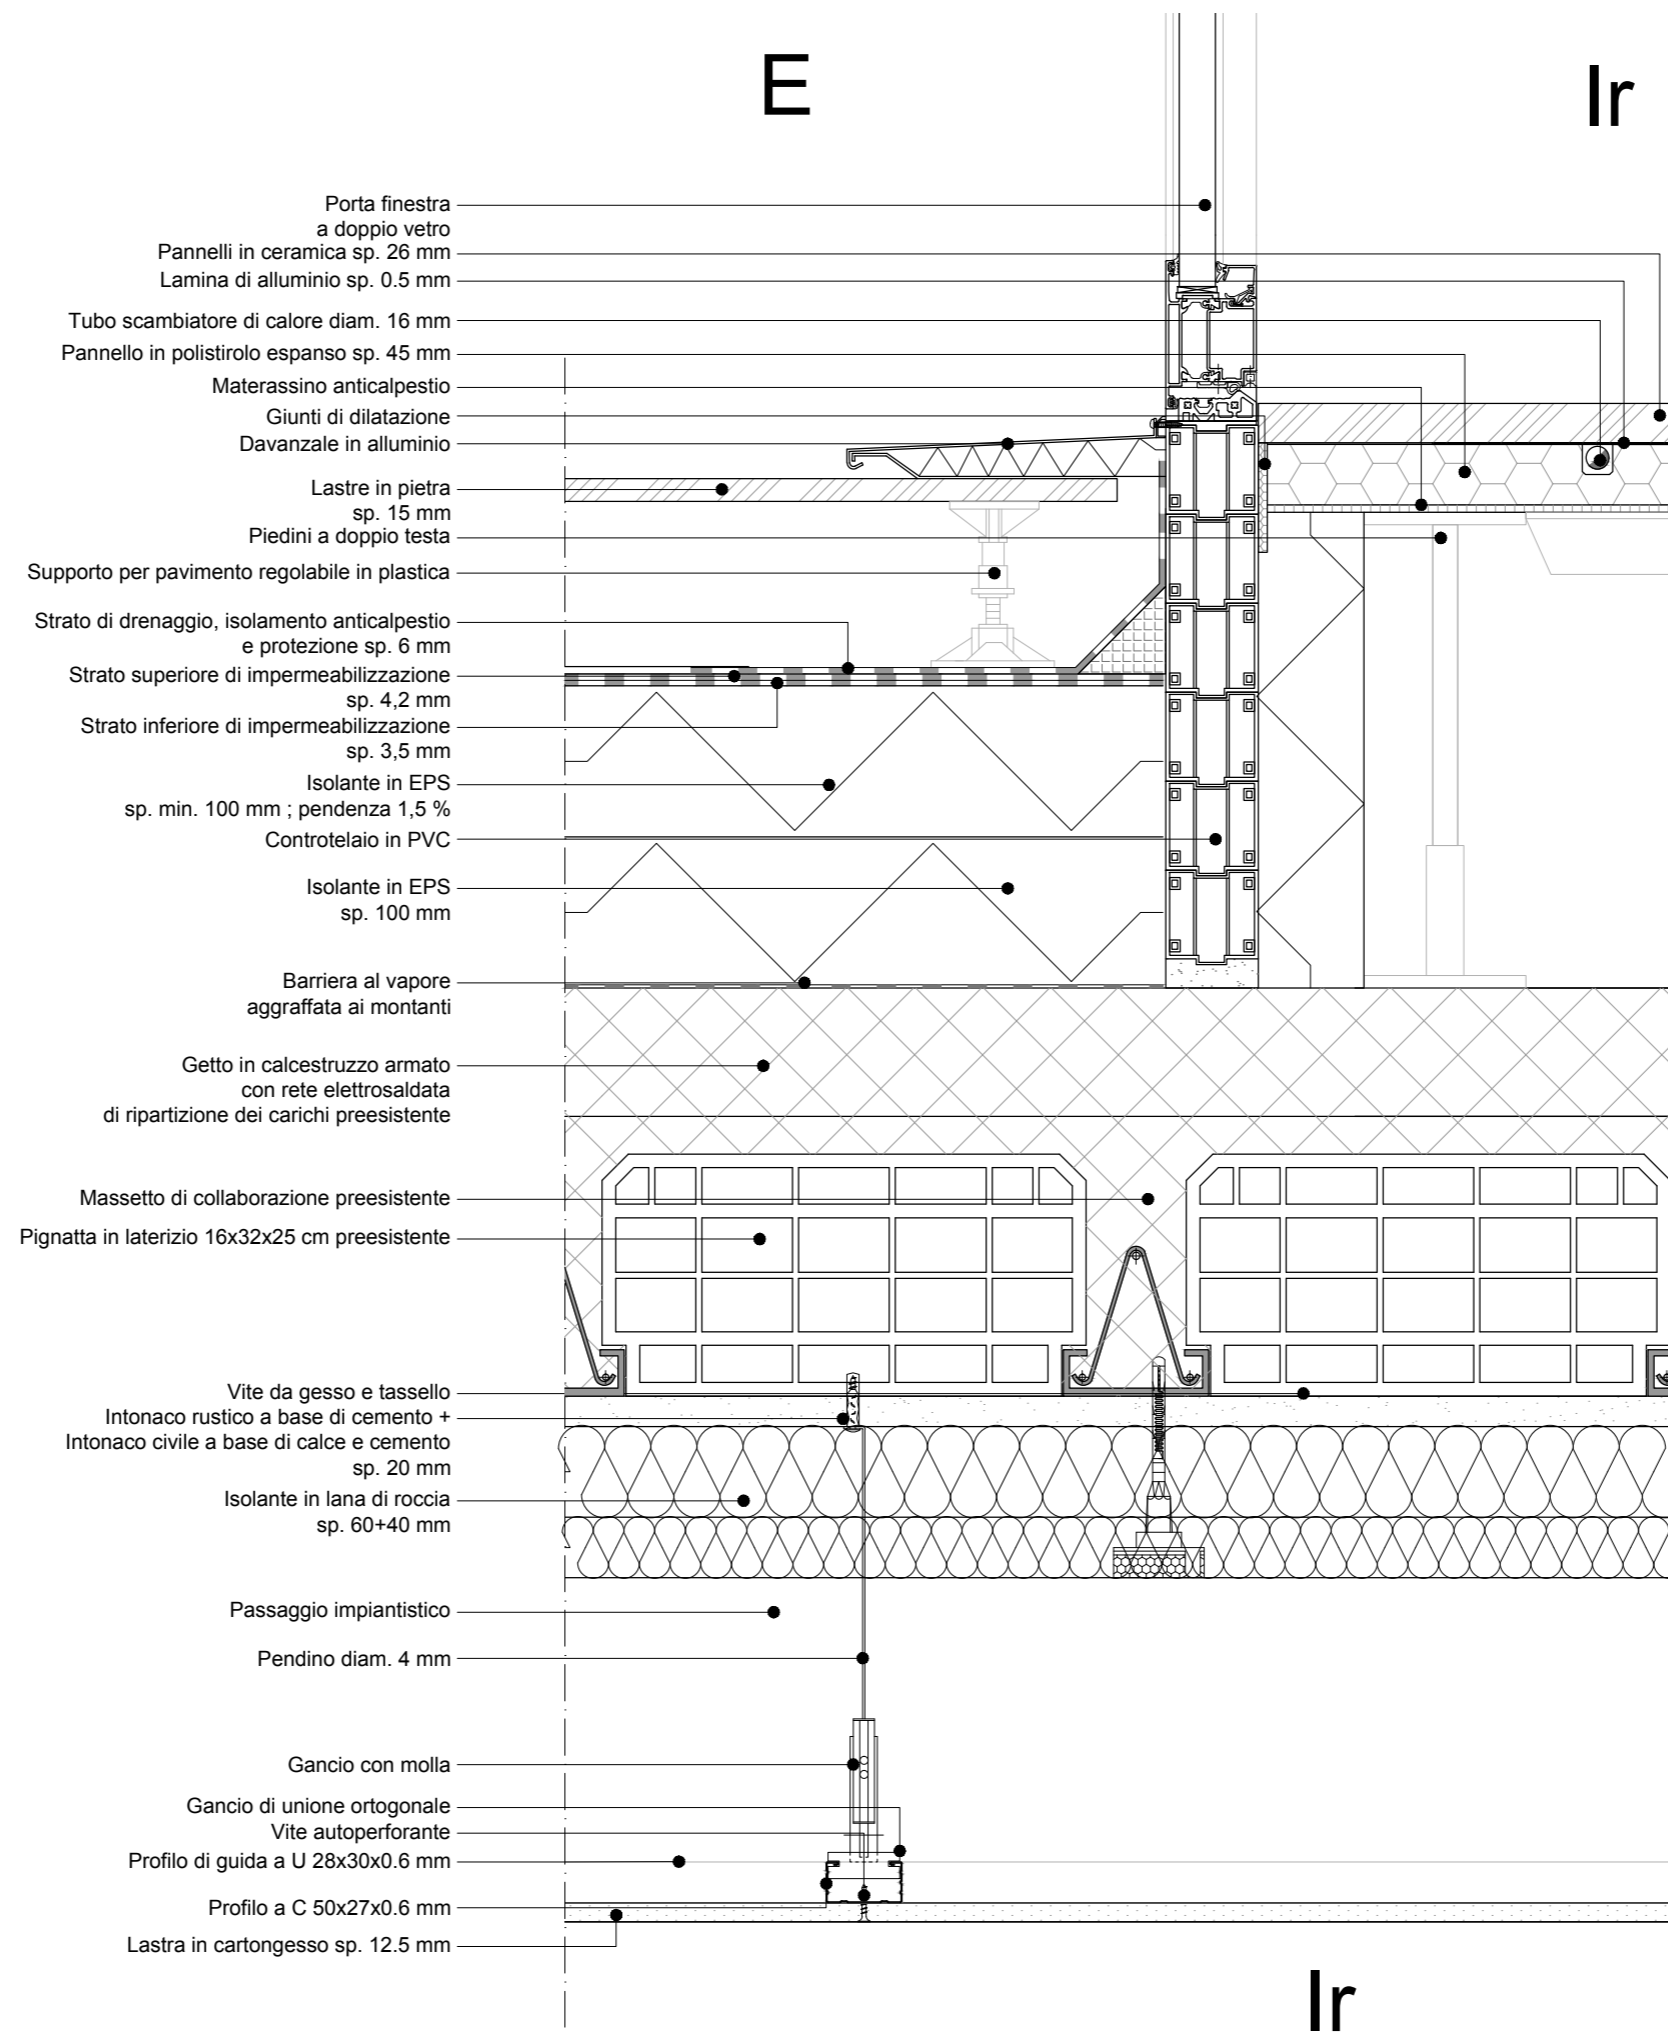 E
Ir
Porta finestra
a doppio vetro
Pannelli in ceramica sp. 26 mm
Lamina di alluminio sp. 0.5 mm
Tubo scambiatore di calore diam. 16 mm
Pannello in polistirolo espanso sp. 45 mm
Materassino anticalpestio
Giunti di dilatazione
Davanzale in alluminio
Lastre in pietra
sp. 15 mm
Piedini a doppio testa
Supporto per pavimento regolabile in plastica
Strato di drenaggio, isolamento anticalpestio
e protezione sp. 6 mm
Strato superiore di impermeabilizzazione
sp. 4,2 mm
Strato inferiore di impermeabilizzazione
sp. 3,5 mm
Isolante in EPS
sp. min. 100 mm ; pendenza 1,5 %
Controtelaio in PVC
Isolante in EPS
sp. 100 mm
Barriera al vapore
aggraffata ai montanti
Getto in calcestruzzo armato
con rete elettrosaldata
di ripartizione dei carichi preesistente
Massetto di collaborazione preesistente
Pignatta in laterizio 16x32x25 cm preesistente
Vite da gesso e tassello
Intonaco rustico a base di cemento +
Intonaco civile a base di calce e cemento
sp. 20 mm
Isolante in lana di roccia
sp. 60+40 mm
Passaggio impiantistico
Pendino diam. 4 mm
Gancio con molla
Gancio di unione ortogonale
Vite autoperforante
Profilo di guida a U 28x30x0.6 mm
Profilo a C 50x27x0.6 mm
Lastra in cartongesso sp. 12.5 mm
Ir